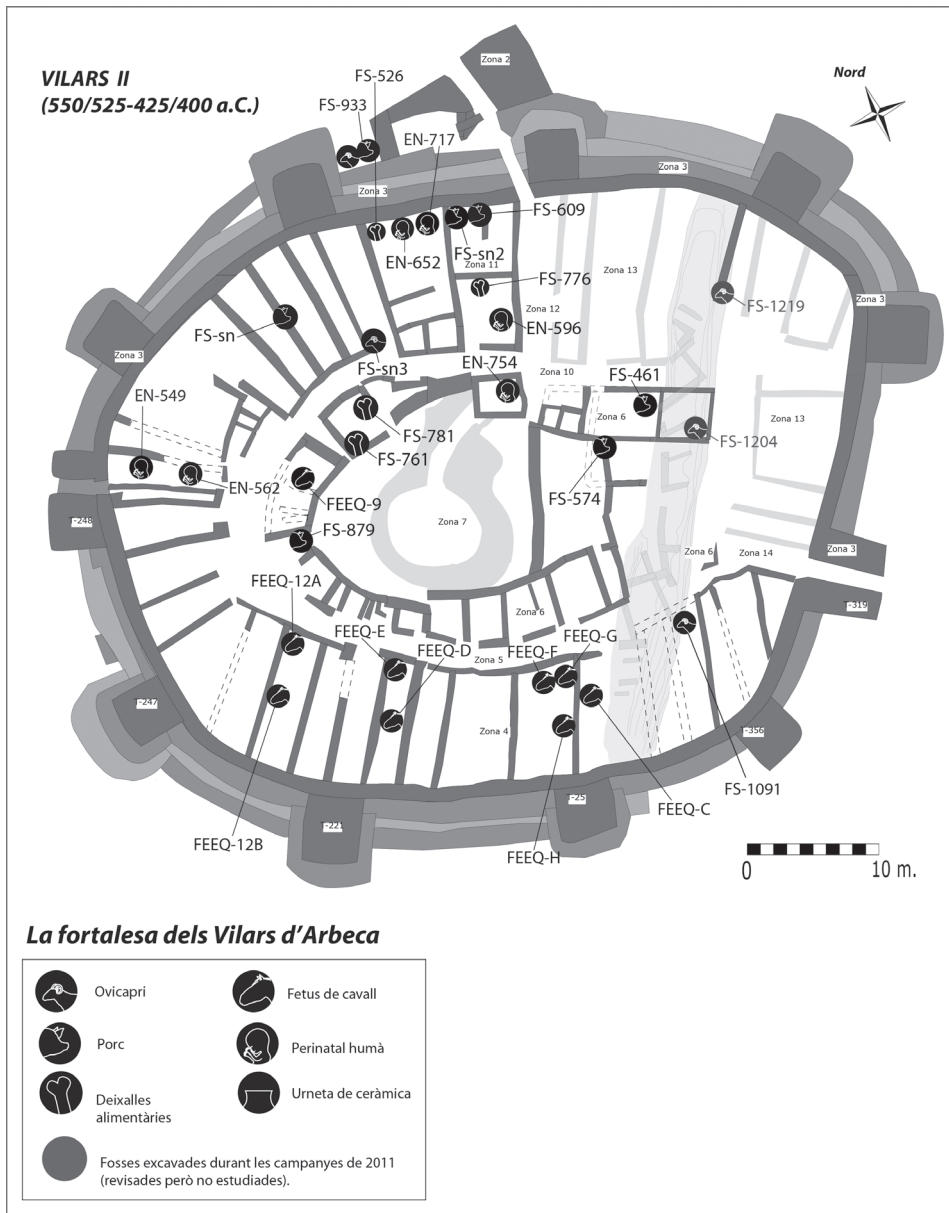 VILARS II
(550/525-425/400 a.C.)
Nord
Zona 2
FS-526
FS-933
EN-717
Zona 3
Zona 3
FS-609
FS-sn2
EN-652
Zona 11
Zona 13
FS-776
FS-1219
Zona 3
Zona 12
EN-596
FS-sn
Zona 3
FS-sn3
EN-754
Zona 10
FS-461
EN-549
Zona 6
Zona 13
FS-781
FS-1204
FS-761
FS-574
EN-562
FEEQ-9
T-248
Zona 7
FS-879
Zona 6
Zona 14
Zona 3
FEEQ-12A
T-319
Zona 6
FEEQ-E
FEEQ-G
FEEQ-D
FEEQ-F
Zona 5
T-247
Zona 4
T-356
FS-1091
T-25
FEEQ-C
T-221
FEEQ-12B
FEEQ-H
0 10 m.
La fortalesa dels Vilars d'Arbeca
Ovicapri
Fetus de cavall
Porc
Perinatal humà
Deixalles
alimentàries
Urneta de ceràmica
Fosses excavades durant les campanyes de 2011
(revisades però no estudiades).